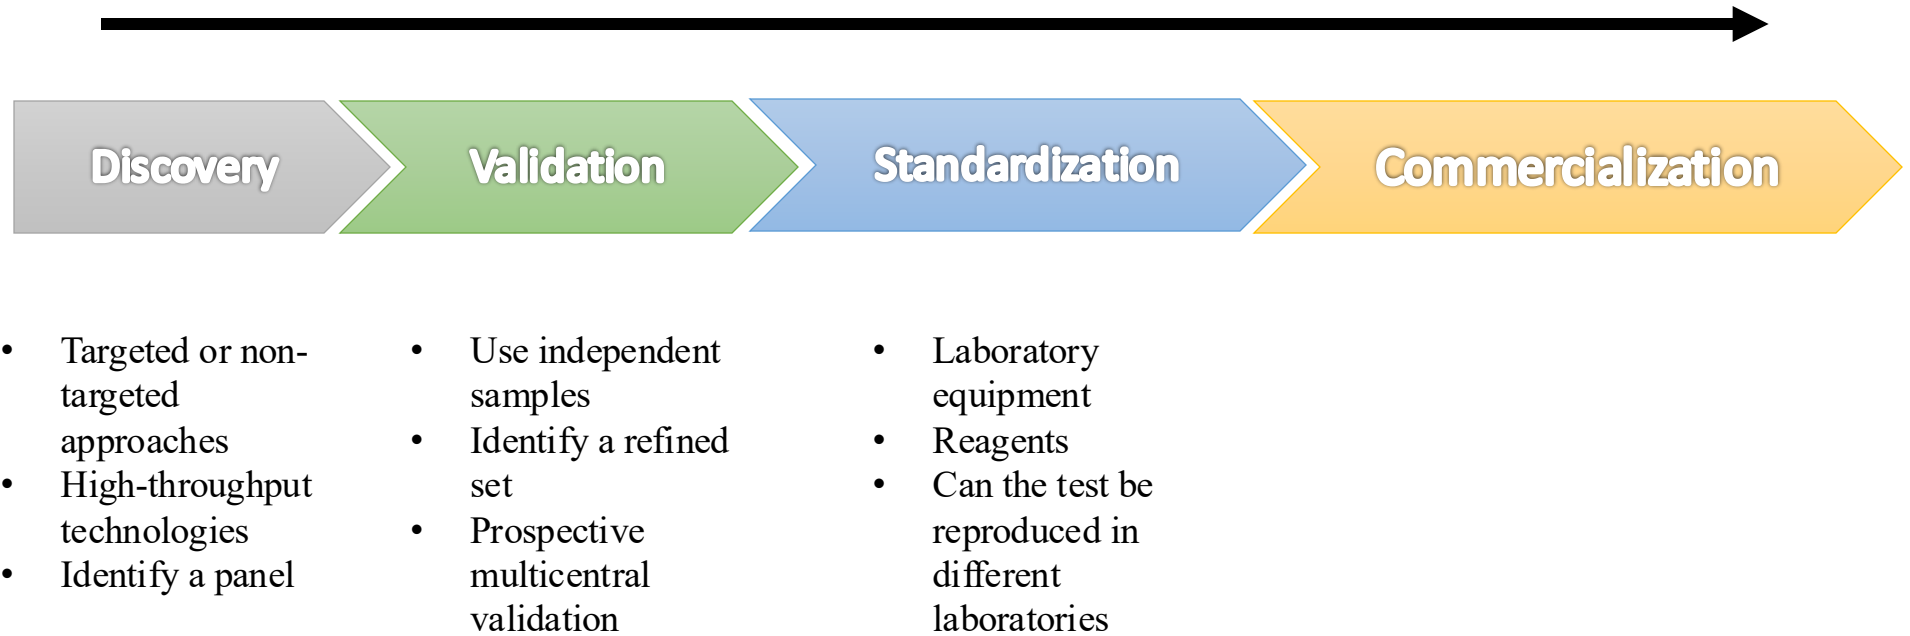 Discovery
Validation
Standardization
Commercialization
• Targeted or non-
targeted
approaches
• High-throughput
technologies
• Identify a panel
• Use independent
samples
• Identify a refined
set
• Prospective
multicentral
validation
• Laboratory
equipment
• Reagents
• Can the test be
reproduced in
different
laboratories